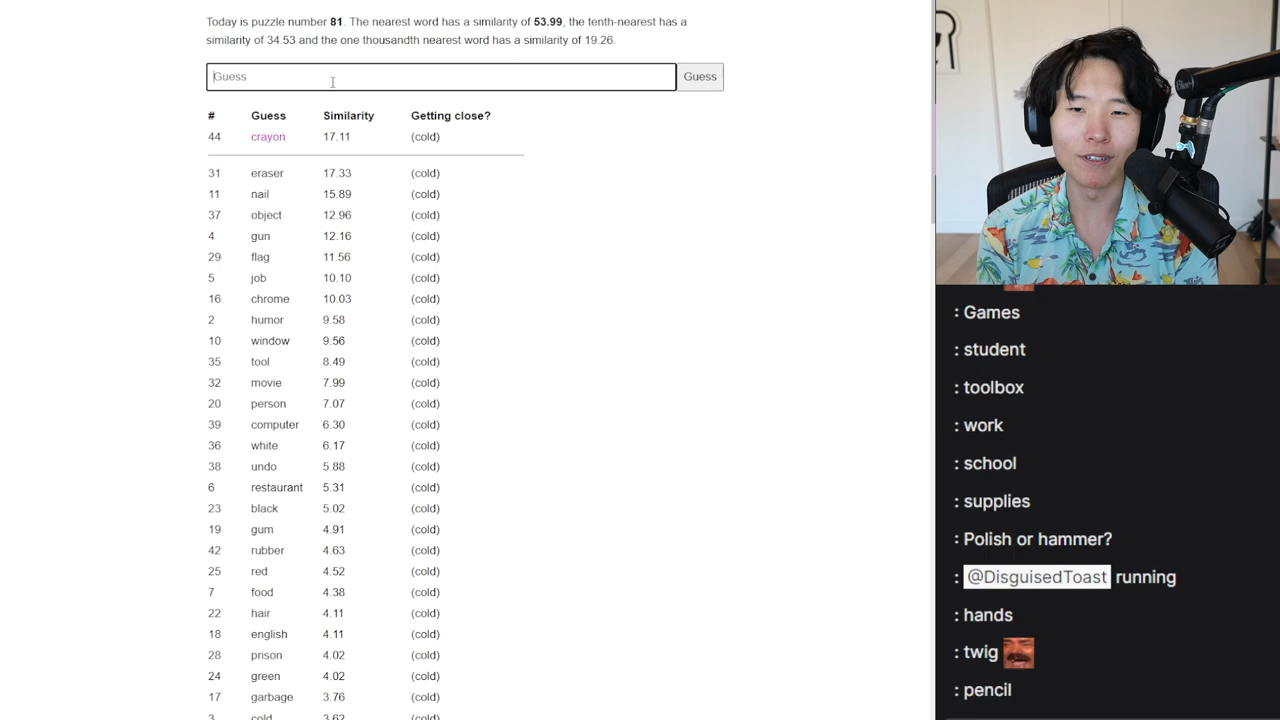 Today is puzzle number 81. The nearest word has a similarity of 53.99, the tenth-nearest has a
similarity of 34.53 and the one thousandth nearest word has a similarity of 19.26.
Guess Guess
# Guess Similarity Getting close?
44 crayon 17.11 (cold)
31 eraser 17.33 (cold)
11 nail 15.89 (cold)
37 object 12.96 (cold)
4 gun 12.16 (cold)
29 flag 11.56 (cold)
5 job 10.10 (cold)
16 chrome 10.03 (cold)
2 humor 9.58 (cold)
10 window 9.56 (cold)
35 tool 8.49 (cold)
32 movie 7.99 (cold)
20 person 7.07 (cold)
39 computer 6.30 (cold)
36 white 6.17 (cold)
38 undo 5.88 (cold)
6 restaurant 5.31 (cold)
23 black 5.02 (cold)
19 gum 4.91 (cold)
42 rubber 4.63 (cold)
25 red 4.52 (cold)
7 food 4.38 (cold)
22 hair 4.11 (cold)
18 english 4.11 (cold)
28 prison 4.02 (cold)
24 green 4.02 (cold)
17 garbage 3.76 (cold)
3 cold 3.62 (cold)
: Games
: student
: toolbox
: work
: school
: supplies
: Polish or hammer?
: @DisguisedToast running
: hands
: twig
: pencil